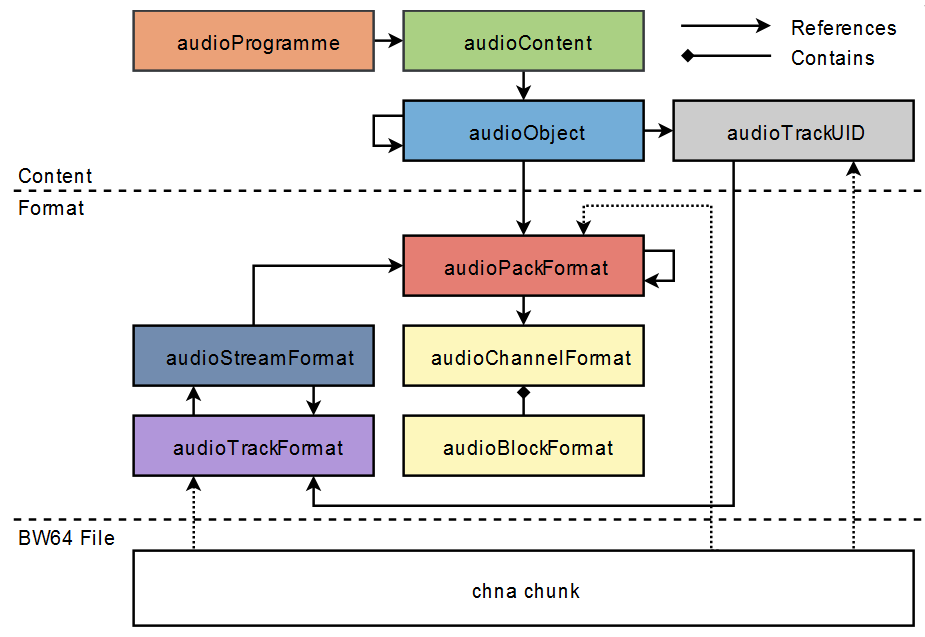 audioProgramme
audioContent
References
Contains
audioObject
audioTrackUID
Content
Format
audioPackFormat
audioStreamFormat
audioChannelFormat
audioTrackFormat
audioBlockFormat
BW64 File
chna chunk